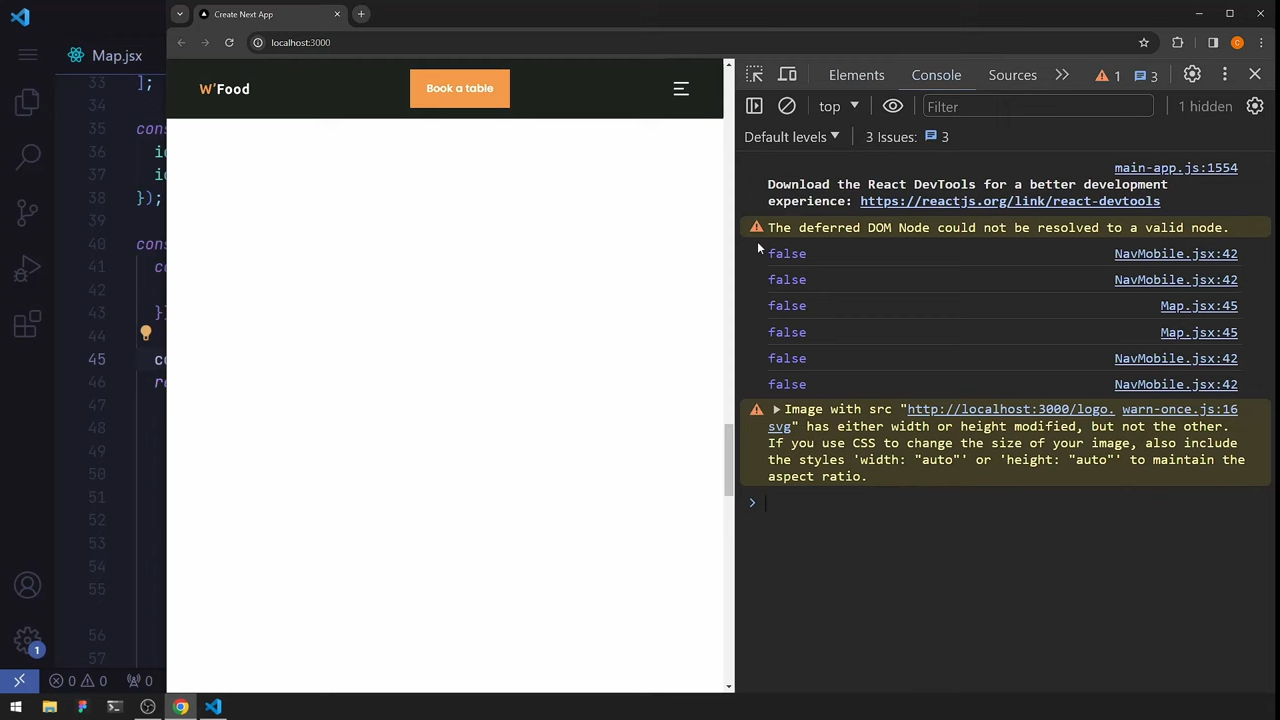 Create Next App
localhost:3000
Map.jsx
33 ];
35 cons
36 ic
37 ic
38 });
39
40 cons
41 co
42
43 })
44
45 co
46 re
47
48
49
50
51
52
53
54
55
56
57
0 0 0
1
W'Food
Book a table
Elements Console Sources 1 3
top Filter 1 hidden
Default levels 3 Issues: 3
main-app.js:1554
Download the React DevTools for a better development
experience: https://reactjs.org/link/react-devtools
The deferred DOM Node could not be resolved to a valid node.
false NavMobile.jsx:42
false NavMobile.jsx:42
false Map.jsx:45
false Map.jsx:45
false NavMobile.jsx:42
false NavMobile.jsx:42
Image with src "http://localhost:3000/logo. warn-once.js:16
svg" has either width or height modified, but not the other.
If you use CSS to change the size of your image, also include
the styles 'width: "auto"' or 'height: "auto"' to maintain the
aspect ratio.
>